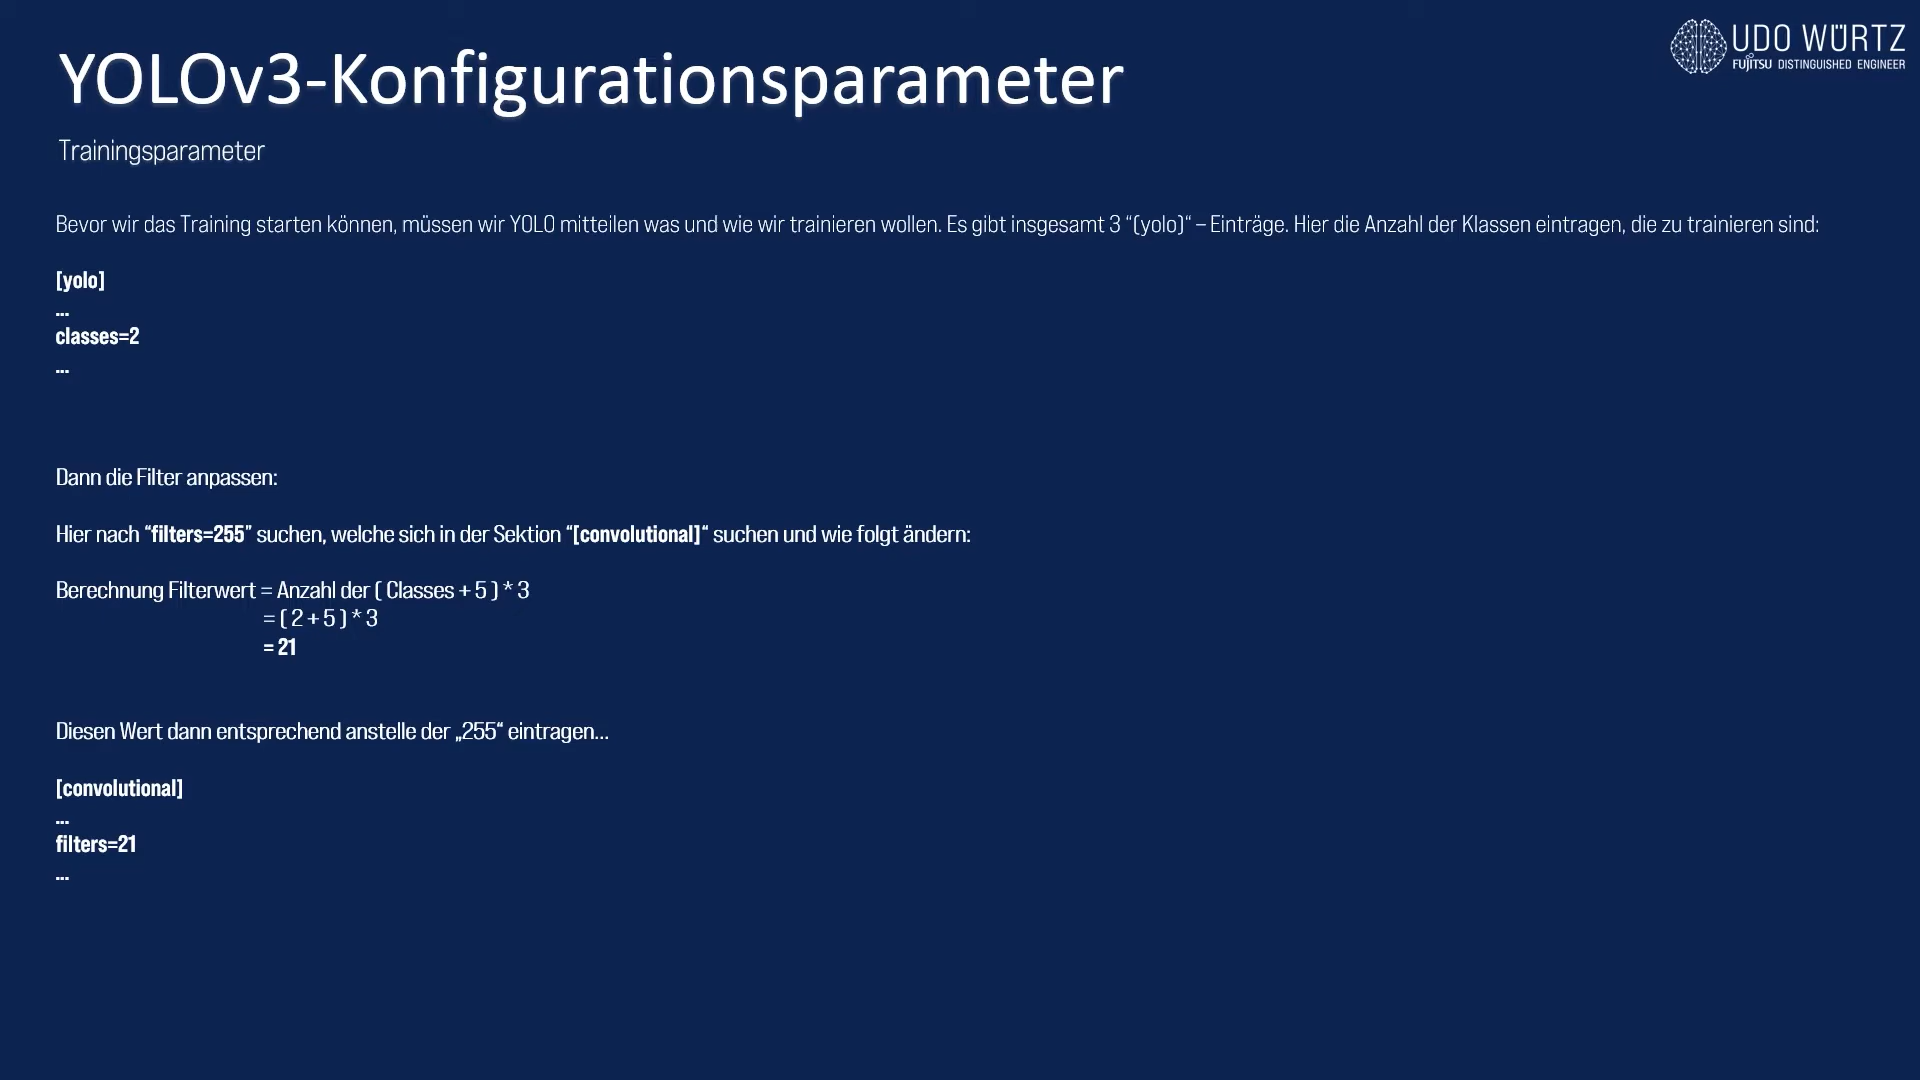 UDO WÜRTZ
FUJITSU DISTINGUISHED ENGINEER
YOLOv3-Konfigurationsparameter
Trainingsparameter
Bevor wir das Training starten können, müssen wir YOLO mitteilen was und wie wir trainieren wollen. Es gibt insgesamt 3 “(yolo)“ – Einträge. Hier die Anzahl der Klassen eintragen, die zu trainieren sind:
[yolo]
...
classes=2
...
Dann die Filter anpassen:
Hier nach “filters=255” suchen, welche sich in der Sektion “[convolutional]“ suchen und wie folgt ändern:
Berechnung Filterwert = Anzahl der ( Classes + 5 ) * 3
= ( 2 + 5 ) * 3
= 21
Diesen Wert dann entsprechend anstelle der „255“ eintragen...
[convolutional]
...
filters=21
...